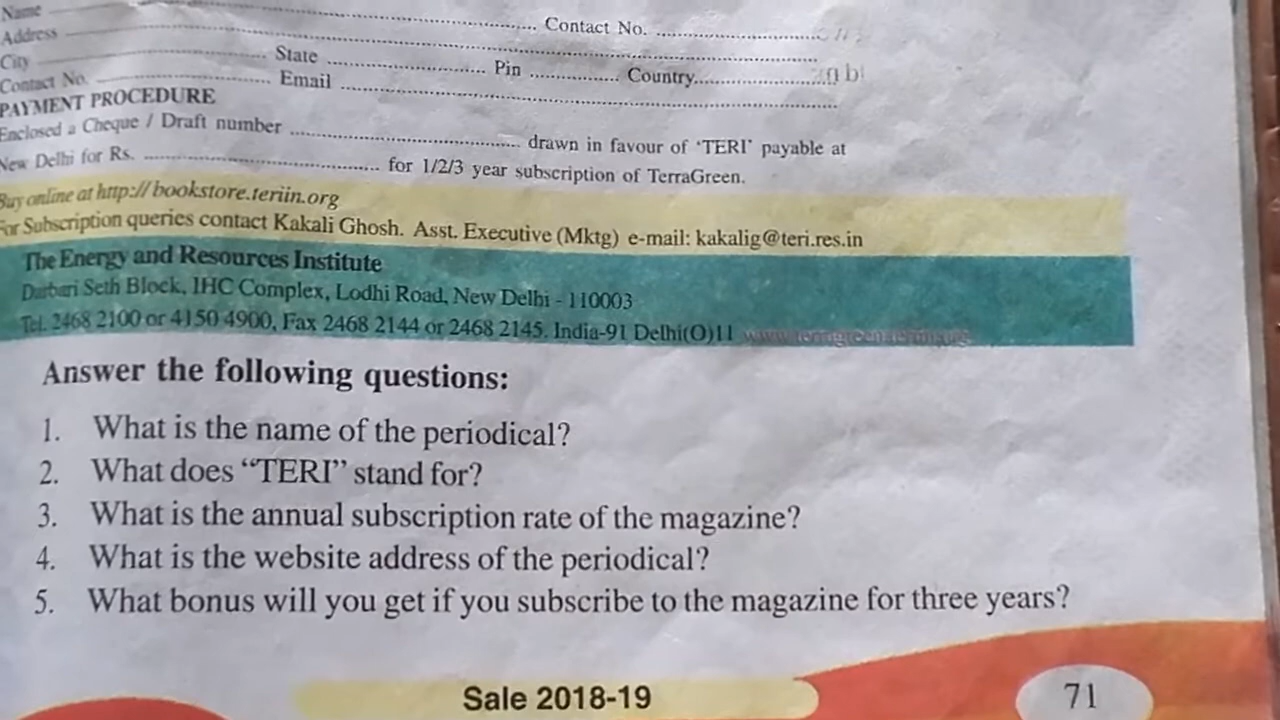 Name ........ Contact No. ........
Address ........
City ........ State ........ Pin ........ Country........
Contact No. ........ Email ........
PAYMENT PROCEDURE
Enclosed a Cheque / Draft number ........ drawn in favour of 'TERI' payable at
New Delhi for Rs. ........ for 1/2/3 year subscription of TerraGreen.
Buy online at http://bookstore.teriin.org
For Subscription queries contact Kakali Ghosh. Asst. Executive (Mktg) e-mail: kakalig@teri.res.in
The Energy and Resources Institute
Darbari Seth Block, IHC Complex, Lodhi Road, New Delhi - 110003
Tel. 2468 2100 or 4150 4900, Fax 2468 2144 or 2468 2145. India-91 Delhi(O)11
Answer the following questions:
1. What is the name of the periodical?
2. What does “TERI” stand for?
3. What is the annual subscription rate of the magazine?
4. What is the website address of the periodical?
5. What bonus will you get if you subscribe to the magazine for three years?
Sale 2018-19
71